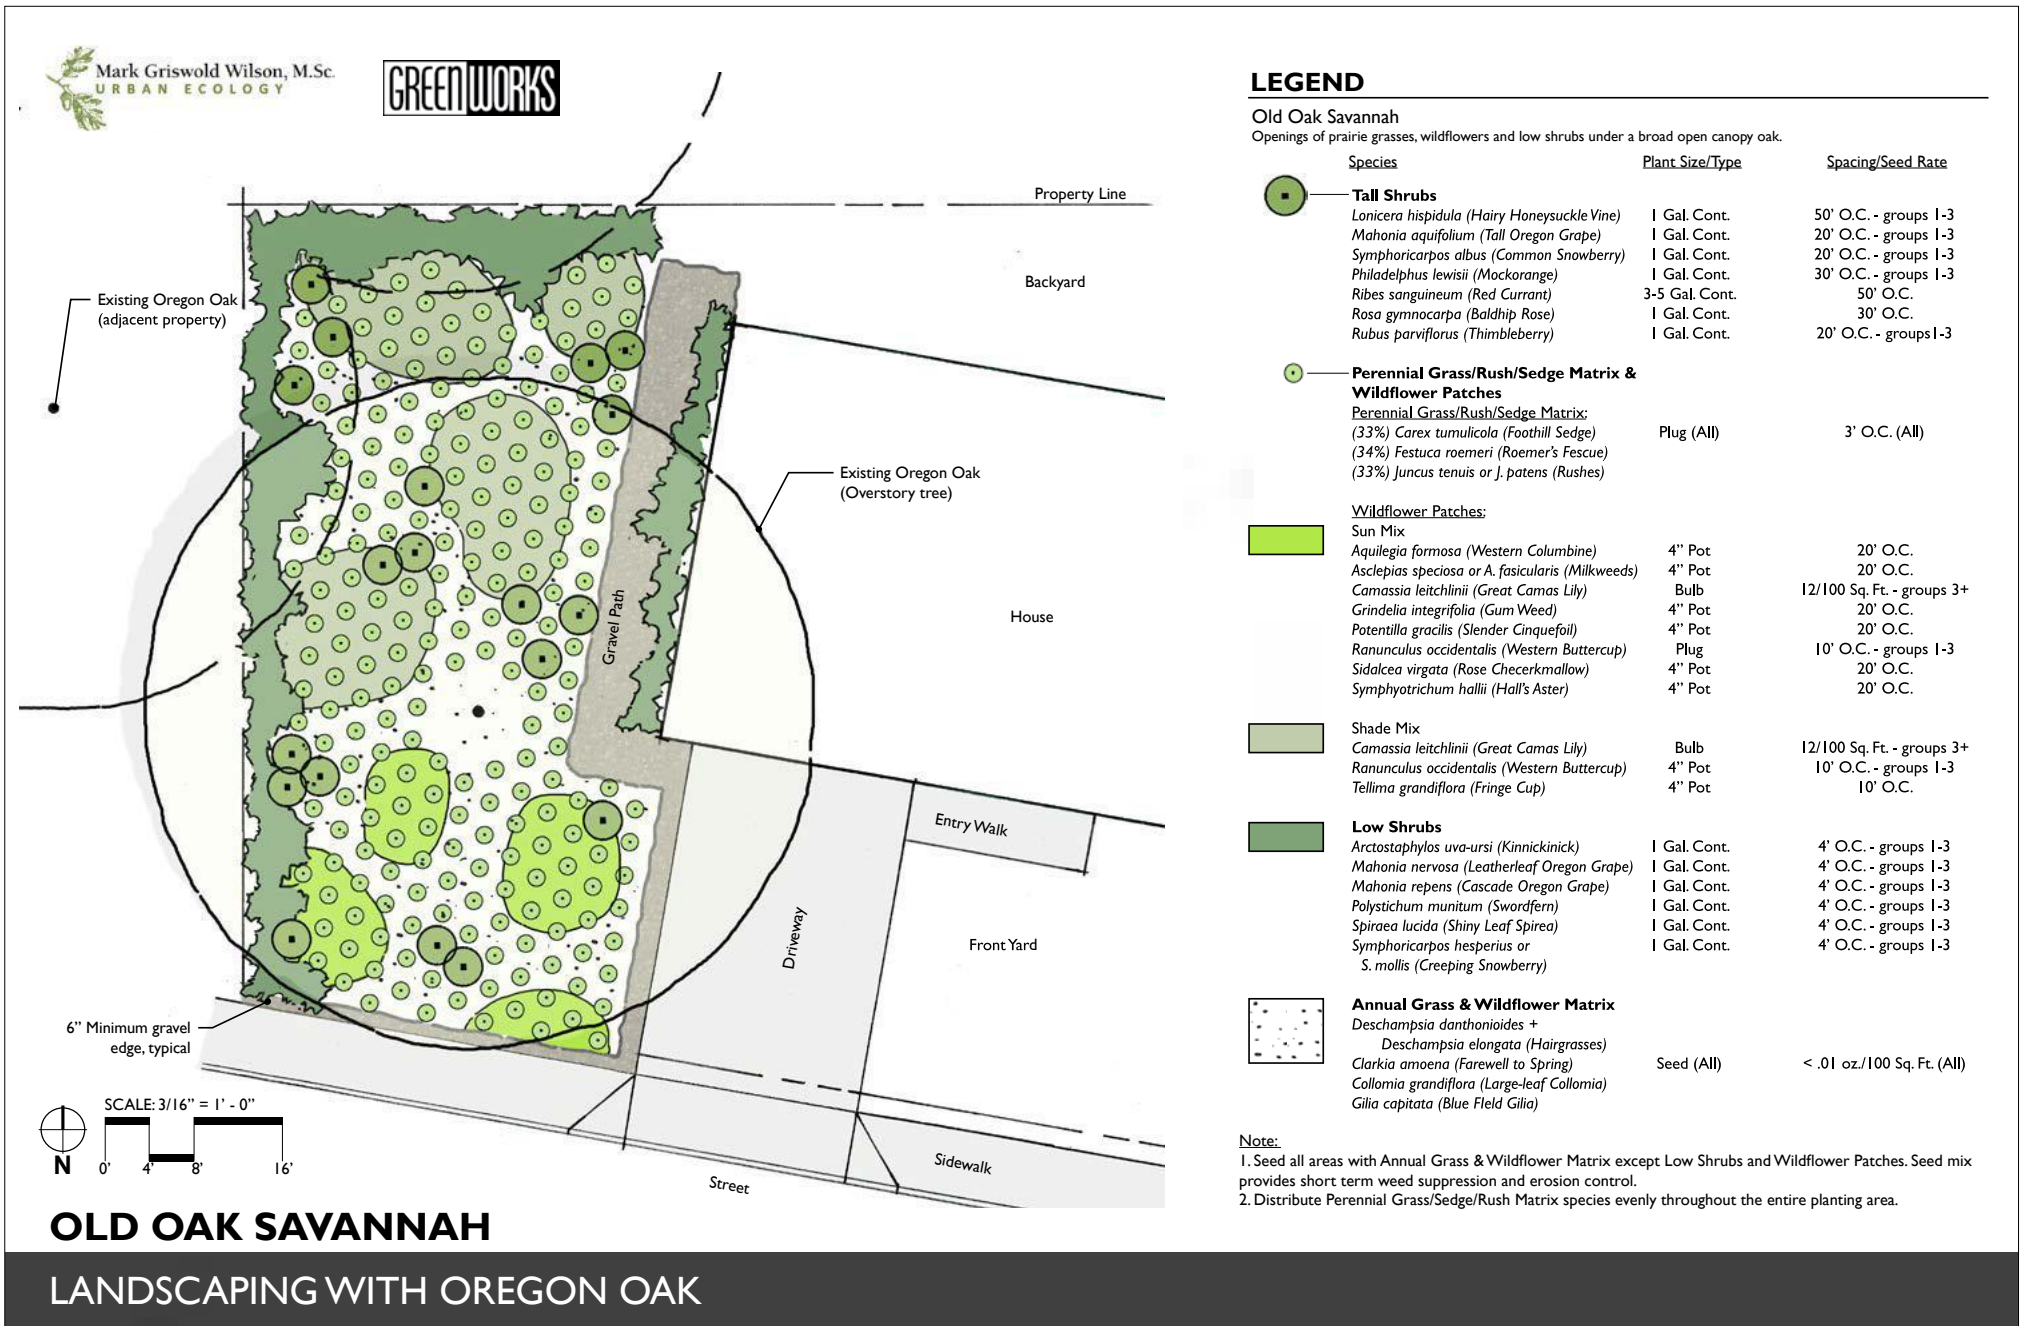 Mark Griswold Wilson, M.Sc.
URBAN ECOLOGY
GREENWORKS
Property Line
Backyard
Existing Oregon Oak
(adjacent property)
Existing Oregon Oak
(Overstory tree)
Gravel Path
House
Entry Walk
Driveway
Front Yard
6” Minimum gravel
edge, typical
Sidewalk
Street
SCALE: 3/16” = 1’ - 0”
N
0’ 4’ 8’ 16’
OLD OAK SAVANNAH
LANDSCAPING WITH OREGON OAK
LEGEND
Old Oak Savannah
Openings of prairie grasses, wildflowers and low shrubs under a broad open canopy oak.
Species Plant Size/Type Spacing/Seed Rate
Tall Shrubs
Lonicera hispidula (Hairy Honeysuckle Vine) 1 Gal. Cont. 50’ O.C. - groups 1-3
Mahonia aquifolium (Tall Oregon Grape) 1 Gal. Cont. 20’ O.C. - groups 1-3
Symphoricarpos albus (Common Snowberry) 1 Gal. Cont. 20’ O.C. - groups 1-3
Philadelphus lewisii (Mockorange) 1 Gal. Cont. 30’ O.C. - groups 1-3
Ribes sanguineum (Red Currant) 3-5 Gal. Cont. 50’ O.C.
Rosa gymnocarpa (Baldhip Rose) 1 Gal. Cont. 30’ O.C.
Rubus parviflorus (Thimbleberry) 1 Gal. Cont. 20’ O.C. - groups1-3
Perennial Grass/Rush/Sedge Matrix &
Wildflower Patches
Perennial Grass/Rush/Sedge Matrix:
(33%) Carex tumulicola (Foothill Sedge) Plug (All) 3’ O.C. (All)
(34%) Festuca roemeri (Roemer’s Fescue)
(33%) Juncus tenuis or J. patens (Rushes)
Wildflower Patches:
Sun Mix
Aquilegia formosa (Western Columbine) 4” Pot 20’ O.C.
Asclepias speciosa or A. fasicularis (Milkweeds) 4” Pot 20’ O.C.
Camassia leitchlinii (Great Camas Lily) Bulb 12/100 Sq. Ft. - groups 3+
Grindelia integrifolia (Gum Weed) 4” Pot 20’ O.C.
Potentilla gracilis (Slender Cinquefoil) 4” Pot 20’ O.C.
Ranunculus occidentalis (Western Buttercup) Plug 10’ O.C. - groups 1-3
Sidalcea virgata (Rose Checerkmallow) 4” Pot 20’ O.C.
Symphyotrichum hallii (Hall’s Aster) 4” Pot 20’ O.C.
Shade Mix
Camassia leitchlinii (Great Camas Lily) Bulb 12/100 Sq. Ft. - groups 3+
Ranunculus occidentalis (Western Buttercup) 4” Pot 10’ O.C. - groups 1-3
Tellima grandiflora (Fringe Cup) 4” Pot 10’ O.C.
Low Shrubs
Arctostaphylos uva-ursi (Kinnickinick) 1 Gal. Cont. 4’ O.C. - groups 1-3
Mahonia nervosa (Leatherleaf Oregon Grape) 1 Gal. Cont. 4’ O.C. - groups 1-3
Mahonia repens (Cascade Oregon Grape) 1 Gal. Cont. 4’ O.C. - groups 1-3
Polystichum munitum (Swordfern) 1 Gal. Cont. 4’ O.C. - groups 1-3
Spiraea lucida (Shiny Leaf Spirea) 1 Gal. Cont. 4’ O.C. - groups 1-3
Symphoricarpos hesperius or 1 Gal. Cont. 4’ O.C. - groups 1-3
S. mollis (Creeping Snowberry)
Annual Grass & Wildflower Matrix
Deschampsia danthonioides +
Deschampsia elongata (Hairgrasses)
Clarkia amoena (Farewell to Spring) Seed (All) < .01 oz./100 Sq. Ft. (All)
Collomia grandiflora (Large-leaf Collomia)
Gilia capitata (Blue FIeld Gilia)
Note:
1. Seed all areas with Annual Grass & Wildflower Matrix except Low Shrubs and Wildflower Patches. Seed mix
provides short term weed suppression and erosion control.
2. Distribute Perennial Grass/Sedge/Rush Matrix species evenly throughout the entire planting area.